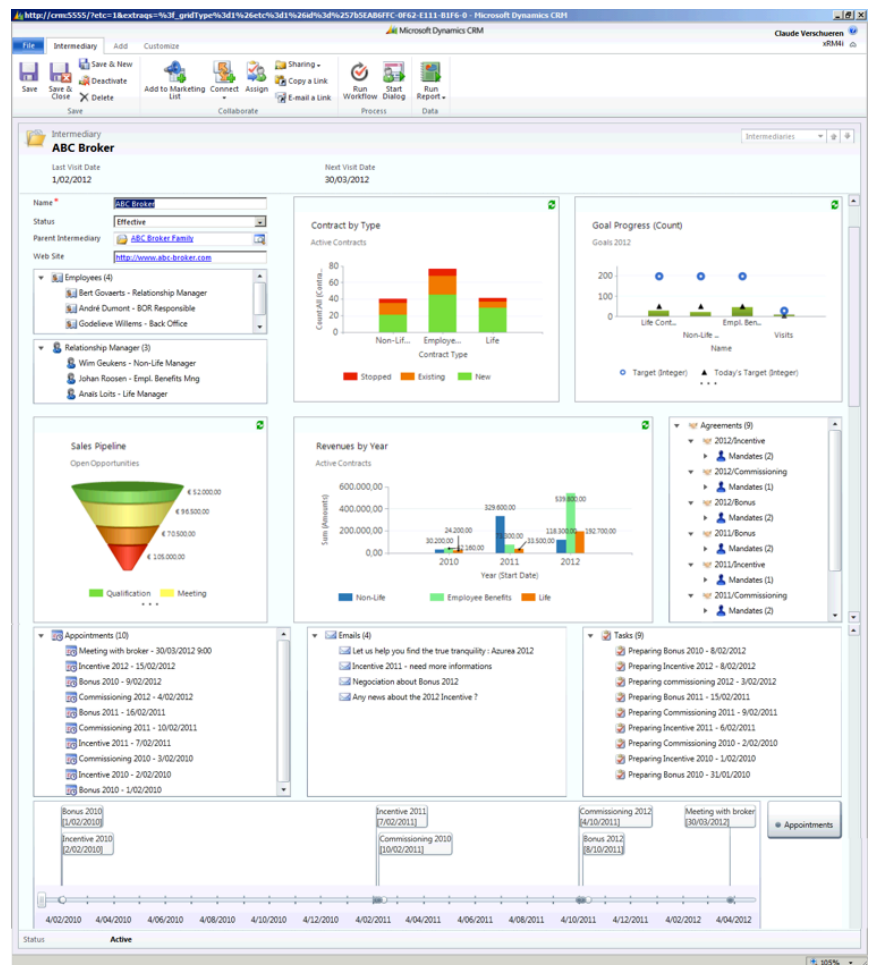 http://crm:5555/?etc=1&extraqs=%3f_gridType%3d1%26etc%3d1%26id%3d%257b5EA86FFC-0F62-E111-B1F6-0 - Microsoft Dynamics CRM
Microsoft Dynamics CRM
Claude Verschueren
xRM4i
File Intermediary Add Customize
Save
Save & Close
Save & New
Deactivate
Delete
Add to Marketing List
Connect
Assign
Sharing
Copy a Link
E-mail a Link
Run Workflow
Start Dialog
Run Report
Save Collaborate Process Data
Intermediary
ABC Broker
Intermediaries
Last Visit Date Next Visit Date
1/02/2012 30/03/2012
Name * ABC Broker
Status Effective
Parent Intermediary ABC Broker Family
Web Site http://www.abc-broker.com
Employees (4)
Bert Govaerts - Relationship Manager
André Dumont - BOR Responsible
Godelieve Willems - Back Office
Relationship Manager (3)
Wim Geukens - Non-Life Manager
Johan Roosen - Empl. Benefits Mng
Anaïs Loits - Life Manager
Contract by Type
Active Contracts
Count:All (Contra...
80
60
40
20
0
Non-Lif... Employe... Life
Contract Type
Stopped Existing New
Goal Progress (Count)
Goals 2012
200
100
0
Life Cont... Empl. Ben...
Non-Life ... Visits
Name
Target (Integer) Today's Target (Integer)
Sales Pipeline
Open Opportunities
€ 52.000,00
€ 98.500,00
€ 70.500,00
€ 105.000,00
Qualification Meeting
Revenues by Year
Active Contracts
Sum (Amounts)
600.000,00
400.000,00
200.000,00
0,00
30.200,00
24.200,00
329.600,00
33.500,00
118.300,00
539.800,00
192.700,00
2010 2011 2012
Year (Start Date)
Non-Life Employee Benefits Life
Agreements (9)
2012/Incentive
Mandates (2)
2012/Commissioning
Mandates (1)
2012/Bonus
Mandates (2)
2011/Bonus
Mandates (2)
2011/Incentive
Mandates (1)
2011/Commissioning
Mandates (2)
Appointments (10)
Meeting with broker - 30/03/2012 9:00
Incentive 2012 - 15/02/2012
Bonus 2010 - 9/02/2012
Commissioning 2012 - 4/02/2012
Bonus 2011 - 16/02/2011
Commissioning 2011 - 10/02/2011
Incentive 2011 - 7/02/2011
Commissioning 2010 - 3/02/2010
Incentive 2010 - 2/02/2010
Bonus 2010 - 1/02/2010
Emails (4)
Let us help you find the true tranquility : Azurea 2012
Incentive 2011 - need more informations
Negociation about Bonus 2012
Any news about the 2012 Incentive ?
Tasks (9)
Preparing Bonus 2010 - 8/02/2012
Preparing Incentive 2012 - 8/02/2012
Preparing commissioning 2012 - 3/02/2012
Preparing Bonus 2011 - 15/02/2011
Preparing Commissioning 2011 - 9/02/2011
Preparing Incentive 2011 - 6/02/2011
Preparing Commissioning 2010 - 2/02/2010
Preparing Incentive 2010 - 1/02/2010
Preparing Bonus 2010 - 31/01/2010
Bonus 2010
[1/02/2010]
Incentive 2010
[2/02/2010]
Incentive 2011
[7/02/2011]
Commissioning 2010
[10/02/2011]
Commissioning 2012
[4/10/2011]
Bonus 2012
[8/10/2011]
Meeting with broker
[30/03/2012]
Appointments
4/02/2010 4/04/2010 4/06/2010 4/08/2010 4/10/2010 4/12/2010 4/02/2011 4/04/2011 4/06/2011 4/08/2011 4/10/2011 4/12/2011 4/02/2012 4/04/2012
Status Active
105%